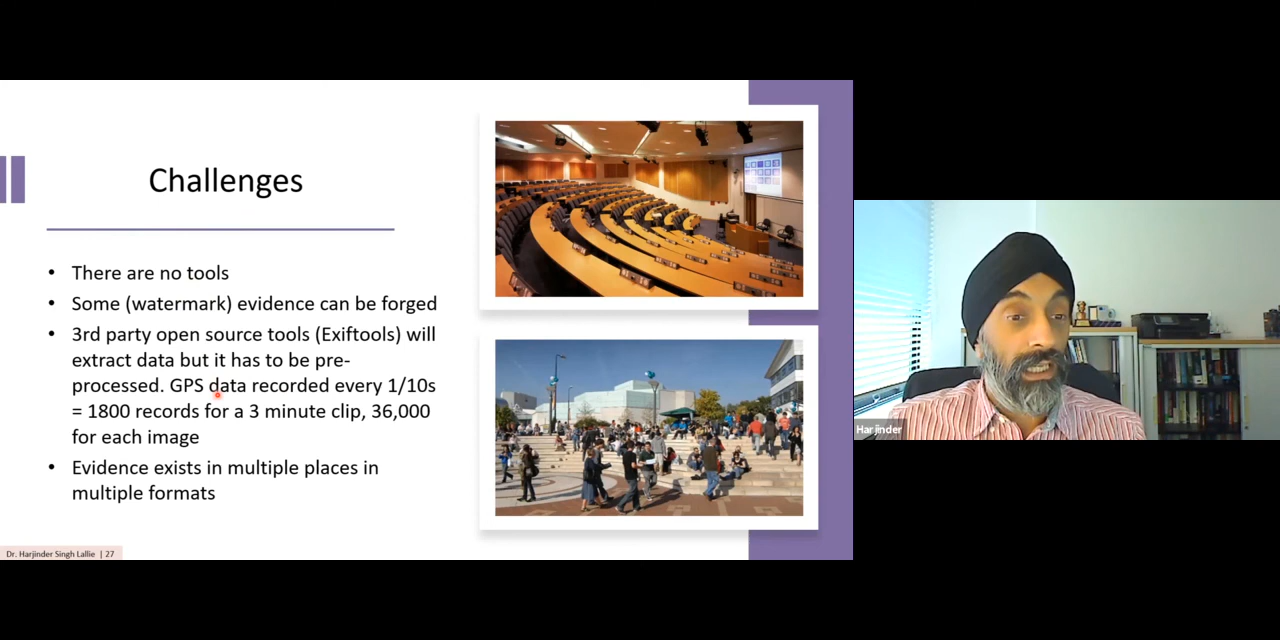 Challenges
• There are no tools
• Some (watermark) evidence can be forged
• 3rd party open source tools (Exiftools) will
extract data but it has to be pre-
processed. GPS data recorded every 1/10s
= 1800 records for a 3 minute clip, 36,000
for each image
• Evidence exists in multiple places in
multiple formats
Dr. Harjinder Singh Lallie | 27
Harjinder